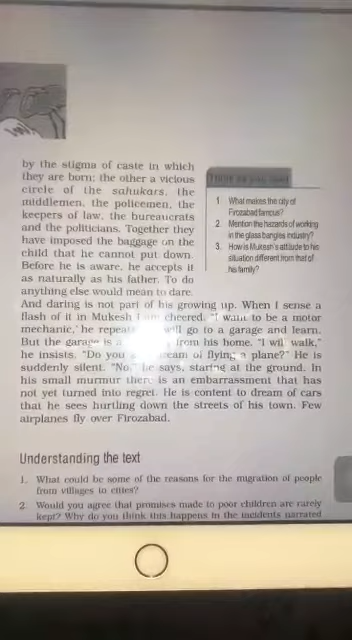 by the stigma of caste in which
they are born; the other a vicious
circle of the sahukars, the
middlemen, the policemen, the
keepers of law, the bureaucrats
and the politicians. Together they
have imposed the baggage on the
child that he cannot put down.
Before he is aware, he accepts it
as naturally as his father. To do
anything else would mean to dare.
And daring is not part of his growing up. When I sense a
flash of it in Mukesh I am cheered. "I want to be a motor
mechanic,' he repeats will go to a garage and learn.
But the garage is a from his home. "I will walk,"
he insists. "Do you dream of flying a plane?" He is
suddenly silent. "No," he says, staring at the ground. In
his small murmur there is an embarrassment that has
not yet turned into regret. He is content to dream of cars
that he sees hurtling down the streets of his town. Few
airplanes fly over Firozabad.
Think as you read
1 What makes the city of
Firozabad famous?
2 Mention the hazards of working
in the glass bangles industry?
3. How is Mukesh's attitude to his
situation different from that of
his family?
Understanding the text
1. What could be some of the reasons for the migration of people
from villages to cities?
2 Would you agree that promises made to poor children are rarely
kept? Why do you think this happens in the incidents narrated